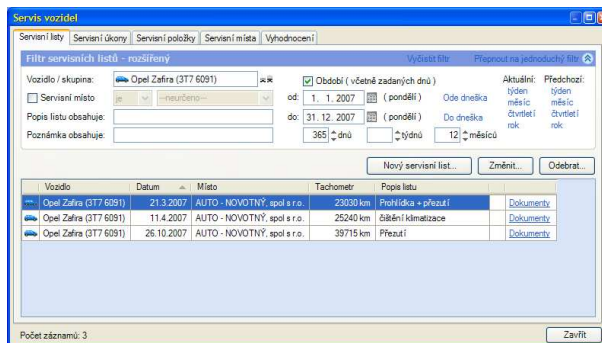 Servis vozidel
Servisní listy Servisní úkony Servisní položky Servisní místa Vyhodnocení
Filtr servisních listů - rozšířený Vyčistit filtr Přepnout na jednoduchý filtr
Vozidlo / skupina: Opel Zafira (3T7 6091) Období ( včetně zadaných dnů ) Aktuální: Předchozí:
Servisní místo je --neurčeno-- od: 1. 1. 2007 ( pondělí ) Ode dneška týden týden
měsíc měsíc
Popis listu obsahuje: do: 31. 12. 2007 ( pondělí ) Do dneška čtvrtletí čtvrtletí
rok rok
Poznámka obsahuje: 365 dnů týdnů 12 měsíců
Nový servisní list... Změnit... Odebrat...
Vozidlo Datum Místo Tachometr Popis listu
Opel Zafira (3T7 6091) 21.3.2007 AUTO - NOVOTNÝ, spol s r.o. 23030 km Prohlídka + přezutí Dokumenty
Opel Zafira (3T7 6091) 11.4.2007 AUTO - NOVOTNÝ, spol s r.o. 25240 km čištění klimatizace Dokumenty
Opel Zafira (3T7 6091) 26.10.2007 AUTO - NOVOTNÝ, spol s r.o. 39715 km Přezutí Dokumenty
Počet záznamů: 3 Zavřít